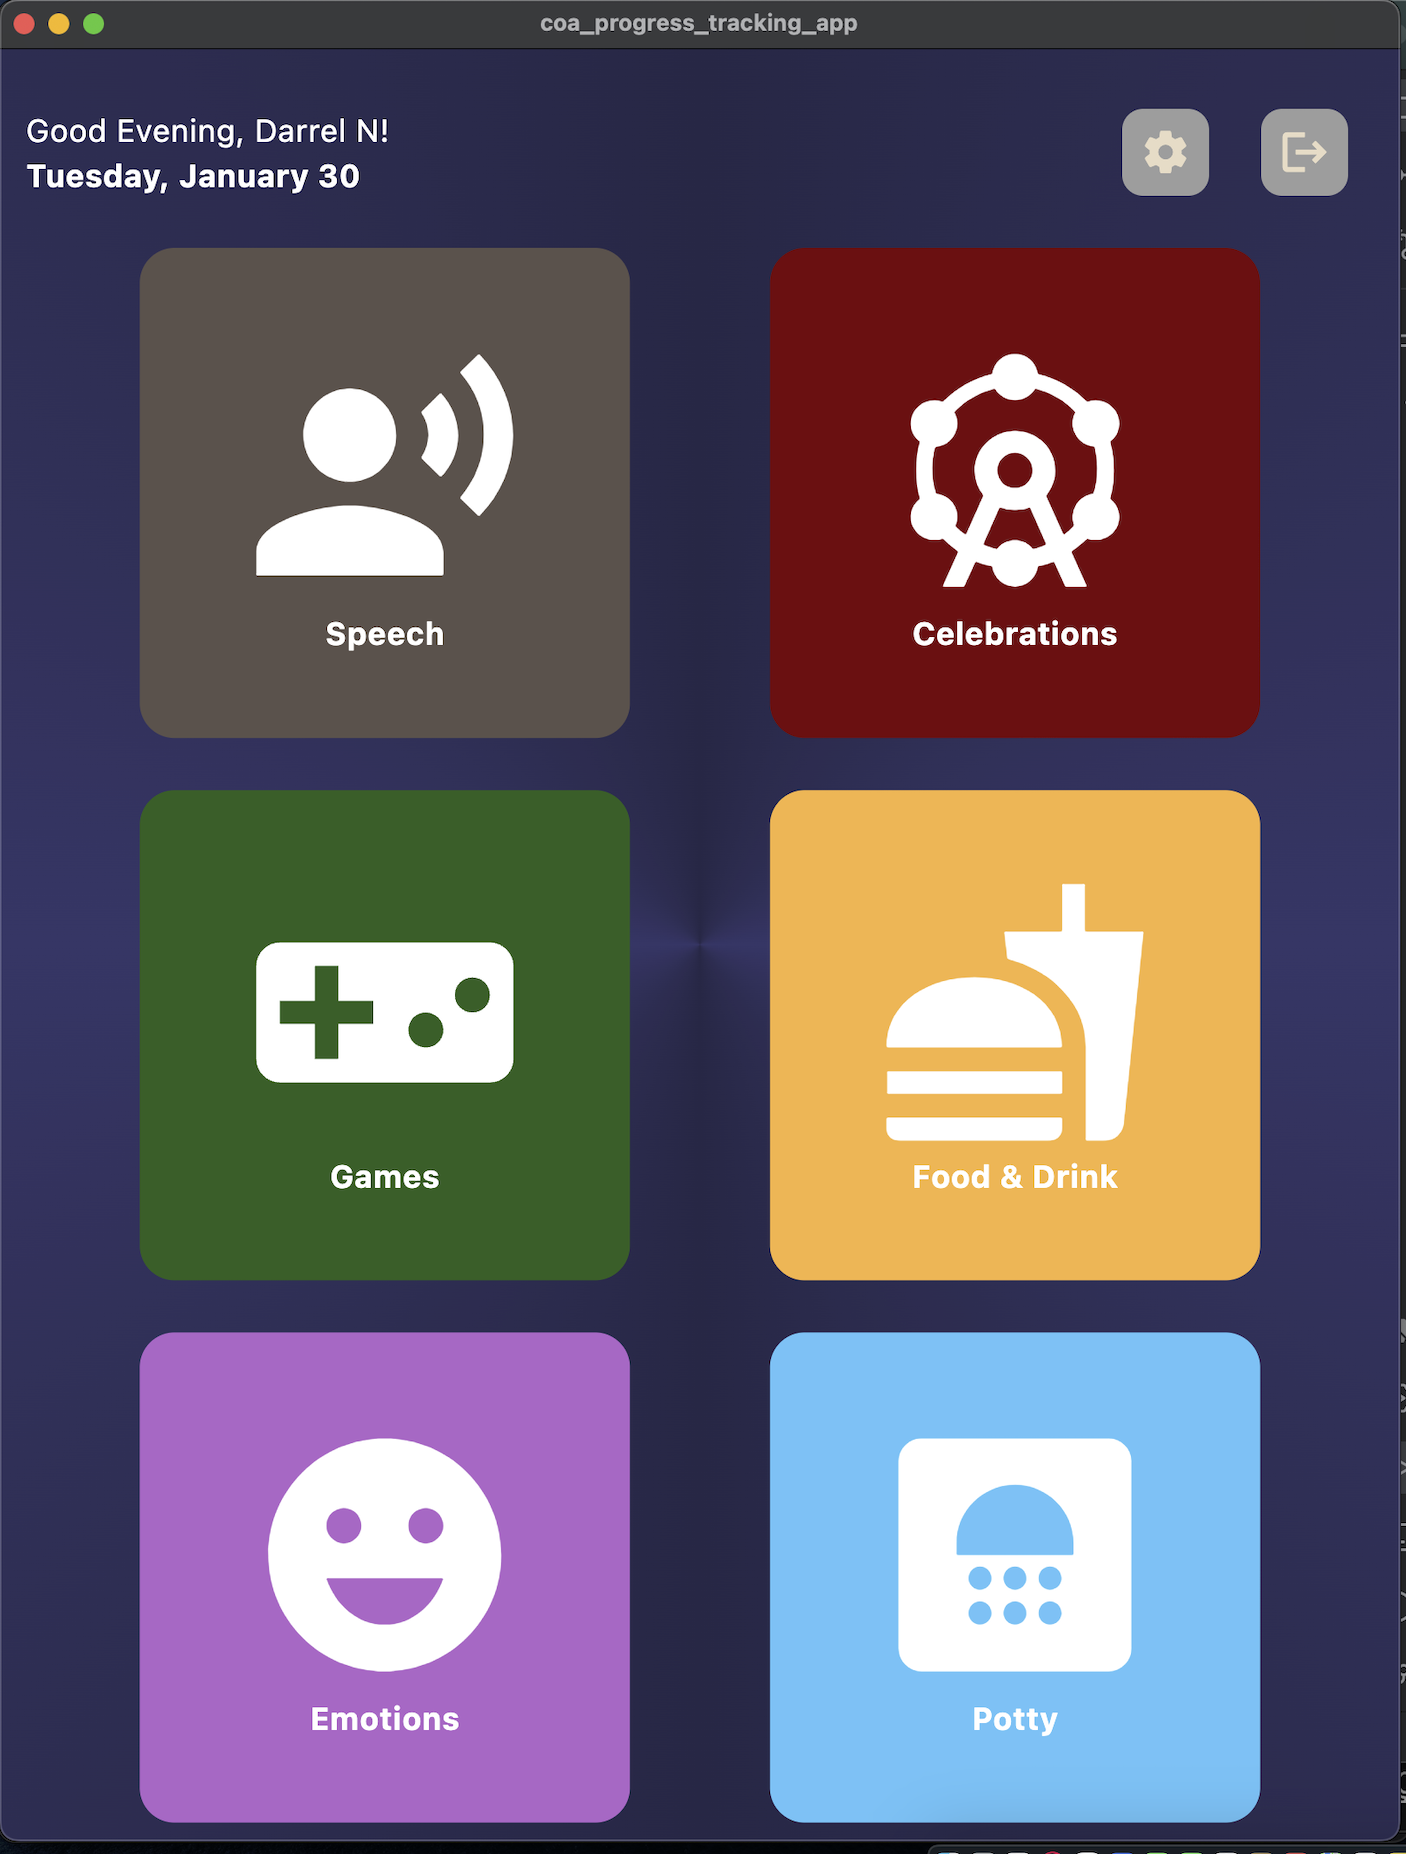 coa_progress_tracking_app
Good Evening, Darrel N!
Tuesday, January 30
Speech
Celebrations
Games
Food & Drink
Emotions
Potty